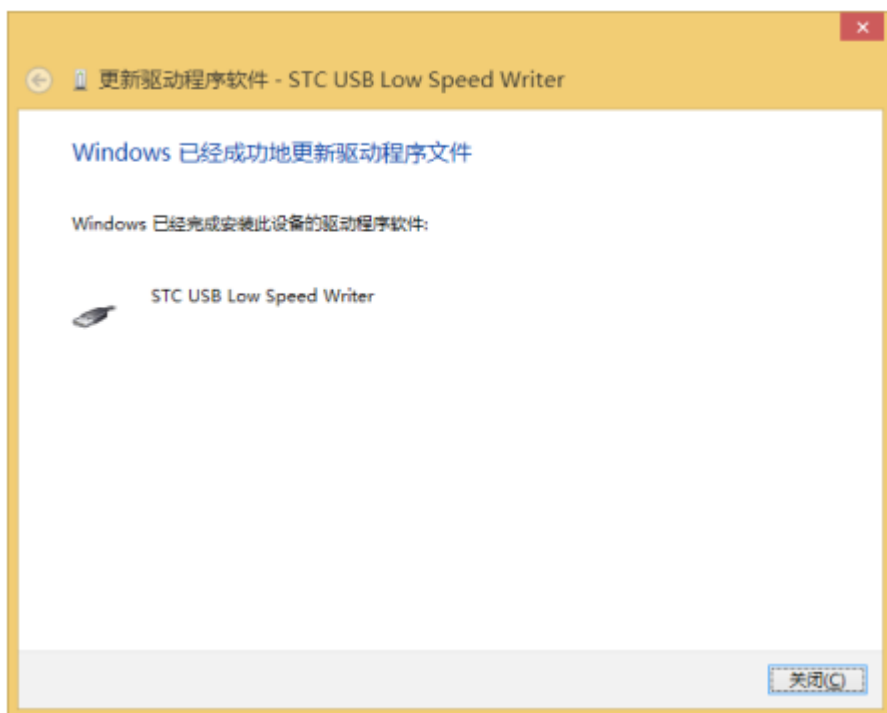 更新驱动程序软件 - STC USB Low Speed Writer
Windows 已经成功地更新驱动程序文件
Windows 已经完成安装此设备的驱动程序软件:
STC USB Low Speed Writer
关闭(C)